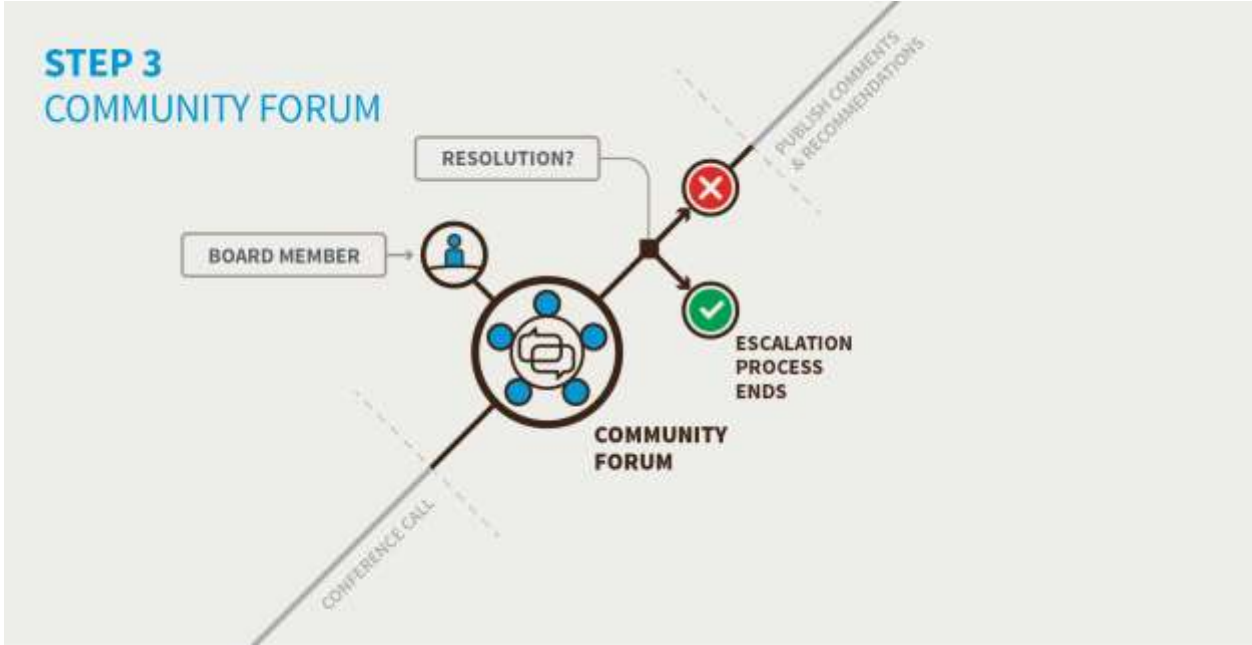 STEP 3
COMMUNITY FORUM
PUBLISH COMMENTS
& RECOMMENDATIONS
RESOLUTION?
BOARD MEMBER
ESCALATION
PROCESS
ENDS
COMMUNITY
FORUM
CONFERENCE CALL